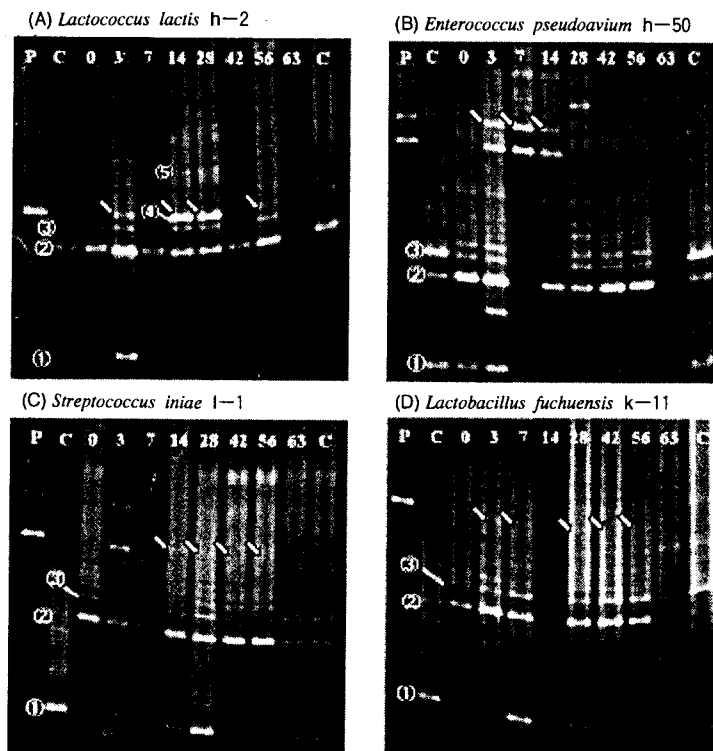 (A) Lactococcus lactis h-2
P C 0 3 7 14 28 42 56 63 C
⑤
④
③
②
①
(B) Enterococcus pseudoavium h-50
P C 0 3 7 14 28 42 56 63 C
③
②
①
(C) Streptococcus iniae l-1
P C 0 3 7 14 28 42 56 63 C
③
②
①
(D) Lactobacillus fuchuensis k-11
P C 0 3 7 14 28 42 56 63 C
③
②
①